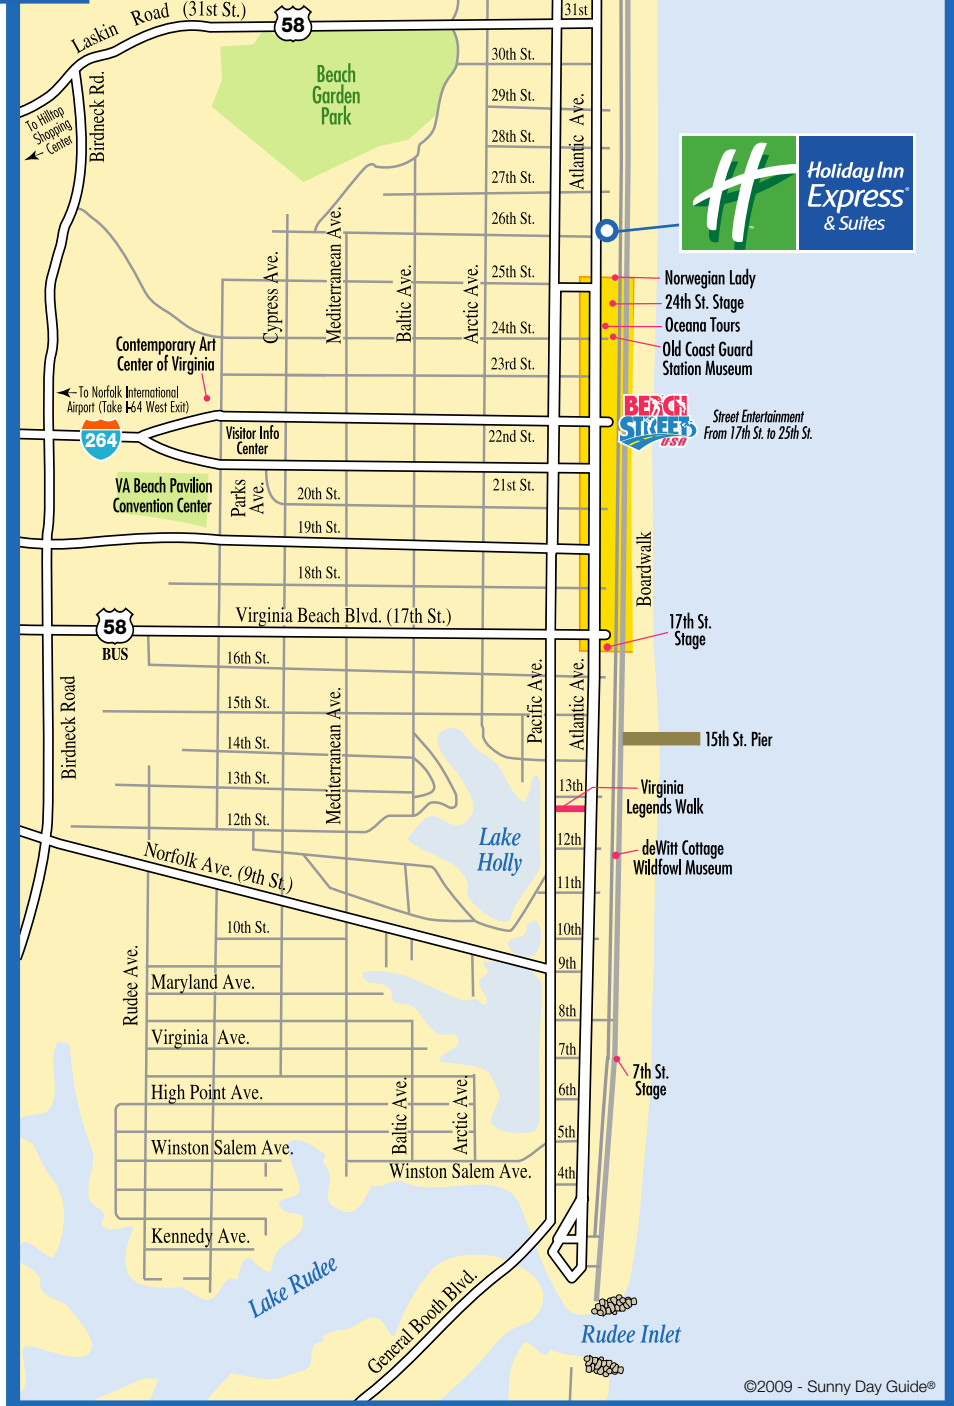 Laskin Road (31st St.)
58
31st
30th St.
Beach
Garden
Park
29th St.
28th St.
27th St.
26th St.
Atlantic Ave.
Birdneck Rd.
To Hilltop
Shopping
Center
Holiday Inn
Express®
& Suites
Cypress Ave.
Mediterranean Ave.
Baltic Ave.
Arctic Ave.
25th St.
24th St.
23rd St.
Norwegian Lady
24th St. Stage
Oceana Tours
Old Coast Guard
Station Museum
Contemporary Art
Center of Virginia
To Norfolk International
Airport (Take I-64 West Exit)
264
Visitor Info
Center
22nd St.
BEACH
STREET
USA
Street Entertainment
From 17th St. to 25th St.
VA Beach Pavilion
Convention Center
Parks
Ave.
20th St.
21st St.
19th St.
18th St.
Boardwalk
Virginia Beach Blvd. (17th St.)
58
BUS
17th St.
Stage
16th St.
15th St.
14th St.
13th St.
12th St.
Birdneck Road
Mediterranean Ave.
Pacific Ave.
Atlantic Ave.
15th St. Pier
13th
Virginia
Legends Walk
12th
deWitt Cottage
Wildfowl Museum
Lake
Holly
11th
Norfolk Ave. (9th St.)
10th St.
10th
9th
Rudee Ave.
Maryland Ave.
8th
Virginia Ave.
7th
7th St.
Stage
High Point Ave.
6th
Baltic Ave.
Arctic Ave.
5th
Winston Salem Ave.
Winston Salem Ave.
4th
Kennedy Ave.
Lake Rudee
General Booth Blvd.
Rudee Inlet
©2009 - Sunny Day Guide®